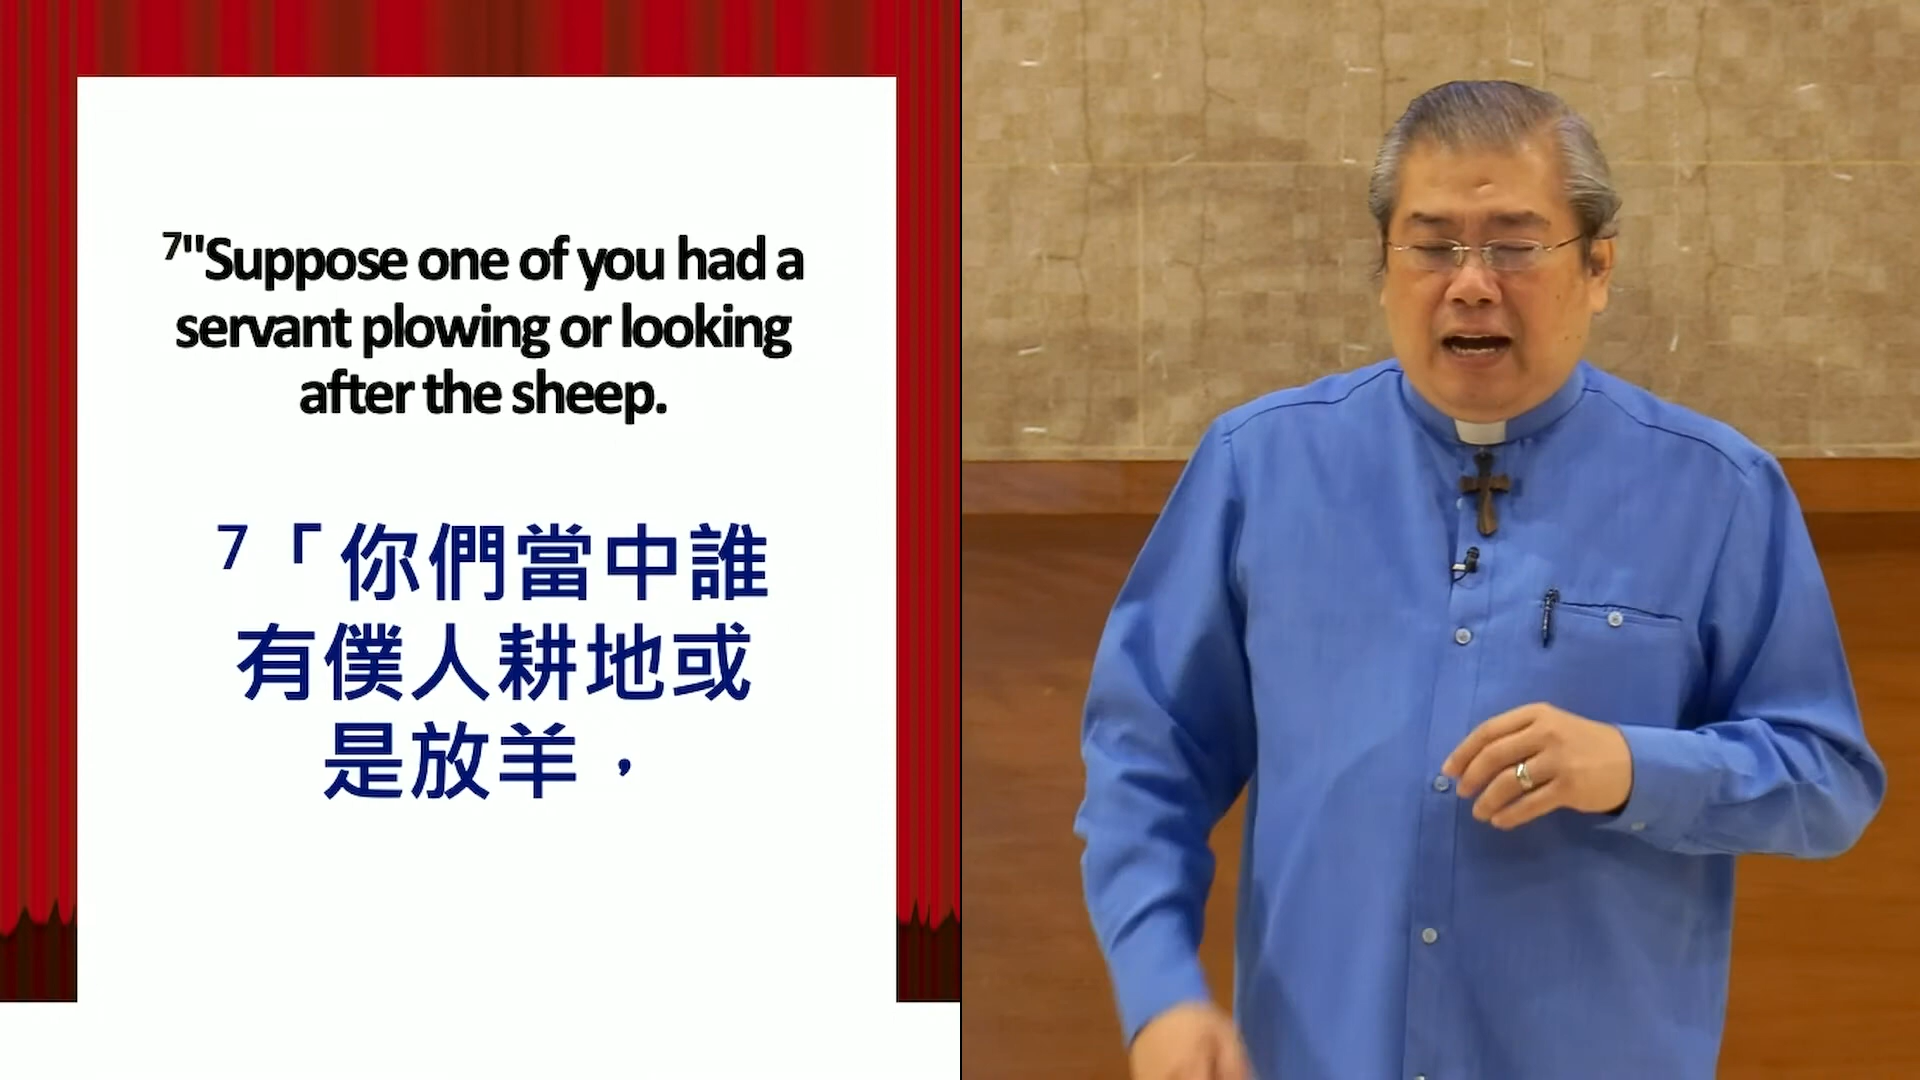 7"Suppose one of you had a
servant plowing or looking
after the sheep.
7「你們當中誰
有僕人耕地或
是放羊，